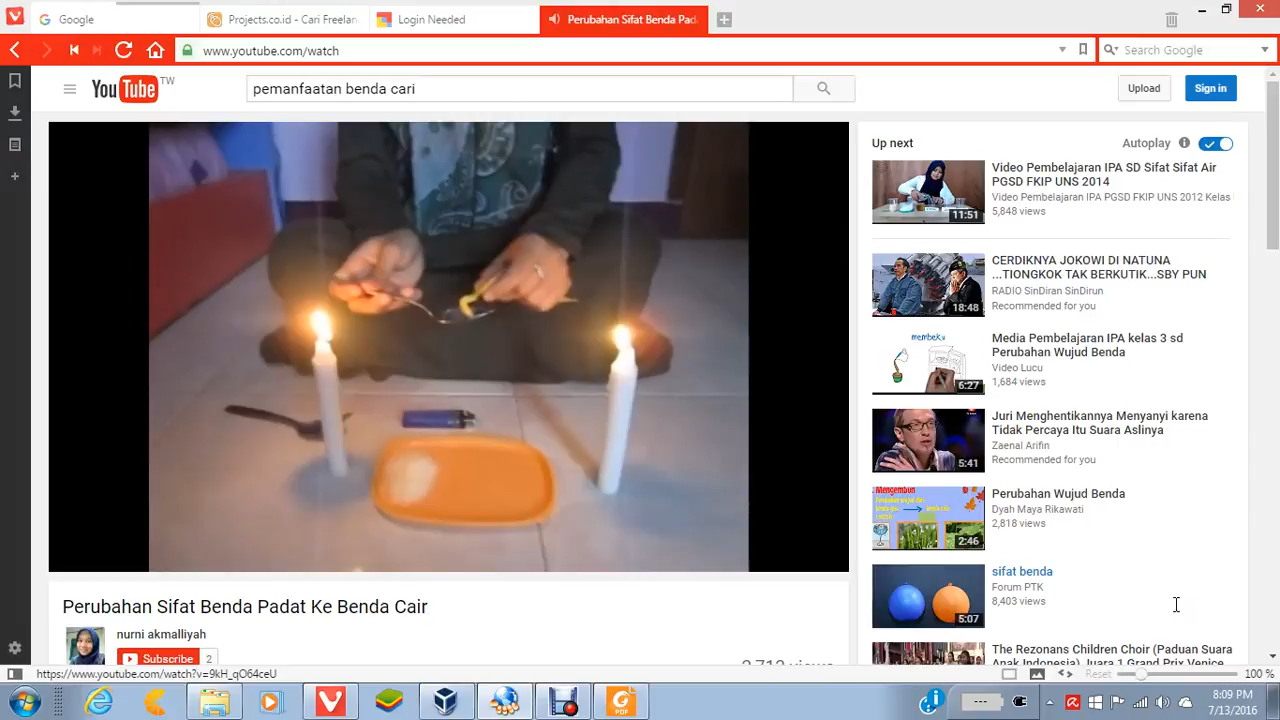 Google
Projects.co.id - Cari Freelan
Login Needed
Perubahan Sifat Benda Pad
www.youtube.com/watch
Search Google
YouTube TW
pemanfaatan benda cari
Upload
Sign in
Up next
Autoplay
Video Pembelajaran IPA SD Sifat Sifat Air
PGSD FKIP UNS 2014
Video Pembelajaran IPA PGSD FKIP UNS 2012 Kelas
5,848 views
11:51
CERDIKNYA JOKOWI DI NATUNA
...TIONGKOK TAK BERKUTIK...SBY PUN
RADIO SinDiran SinDirun
Recommended for you
18:48
membeku
Media Pembelajaran IPA kelas 3 sd
Perubahan Wujud Benda
Video Lucu
1,684 views
6:27
Juri Menghentikannya Menyanyi karena
Tidak Percaya Itu Suara Aslinya
Zaenal Arifin
Recommended for you
5:41
Mengembun
Perubahan Wujud Benda
Dyah Maya Rikawati
2,818 views
2:46
sifat benda
Forum PTK
8,403 views
5:07
The Rezonans Children Choir (Paduan Suara
Anak Indonesia) Juara 1 Grand Prix Venice
Perubahan Sifat Benda Padat Ke Benda Cair
nurni akmalliyah
Subscribe 2
2,712 views
https://www.youtube.com/watch?v=9kH_qO64ceU
Reset
100 %
PDF
8:09 PM
7/13/2016